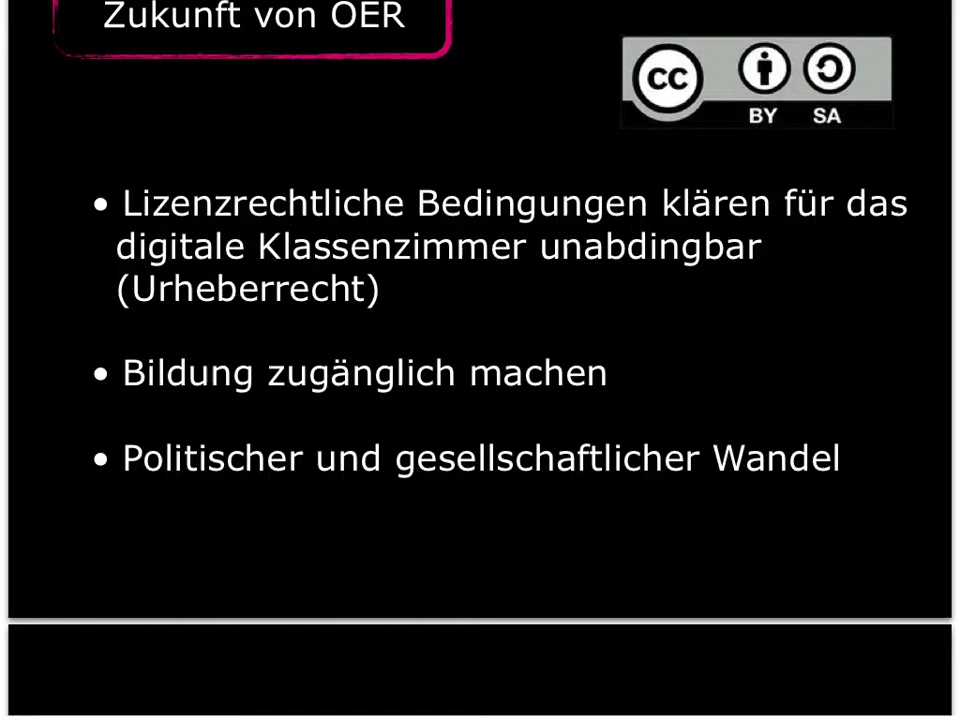 Zukunft von OER
cc
BY SA
• Lizenzrechtliche Bedingungen klären für das
digitale Klassenzimmer unabdingbar
(Urheberrecht)
• Bildung zugänglich machen
• Politischer und gesellschaftlicher Wandel